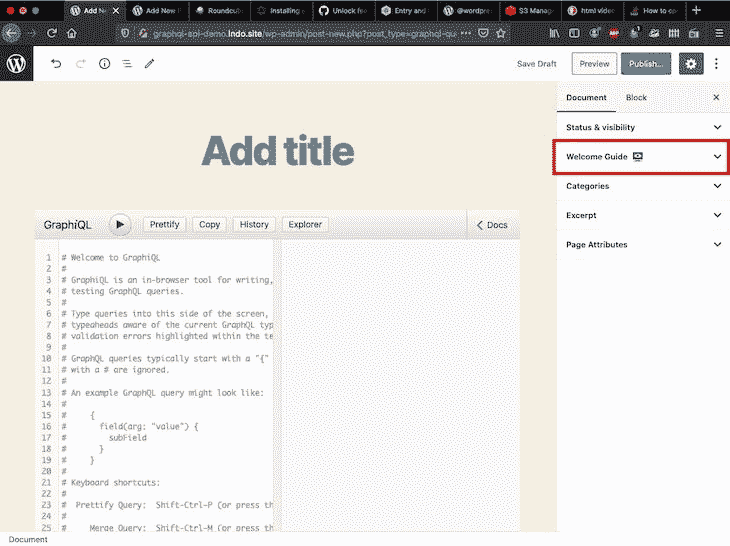 Add New
Add New
Roundcub
Installing
Unlock fea
Entry and
@wordpres
S3 Manag
html video
How to op
graphql-api-demo.lndo.site/wp-admin/post-new.php?post_type=graphql-qu
Save Draft
Preview
Publish...
Document
Block
Status & visibility
Welcome Guide
Categories
Excerpt
Page Attributes
Add title
GraphiQL
Prettify
Copy
History
Explorer
Docs
1 # Welcome to GraphiQL
2 #
3 # GraphiQL is an in-browser tool for writing,
4 # testing GraphQL queries.
5 #
6 # Type queries into this side of the screen,
7 # typeaheads aware of the current GraphQL typ
8 # validation errors highlighted within the te
9 #
10 # GraphQL queries typically start with a "{"
11 # with a # are ignored.
12 #
13 # An example GraphQL query might look like:
14 #
15 # {
16 # field(arg: "value") {
17 # subField
18 # }
19 # }
20 #
21 # Keyboard shortcuts:
22 #
23 # Prettify Query: Shift-Ctrl-P (or press th
24 #
25 # Merge Query: Shift-Ctrl-M (or press th
Document